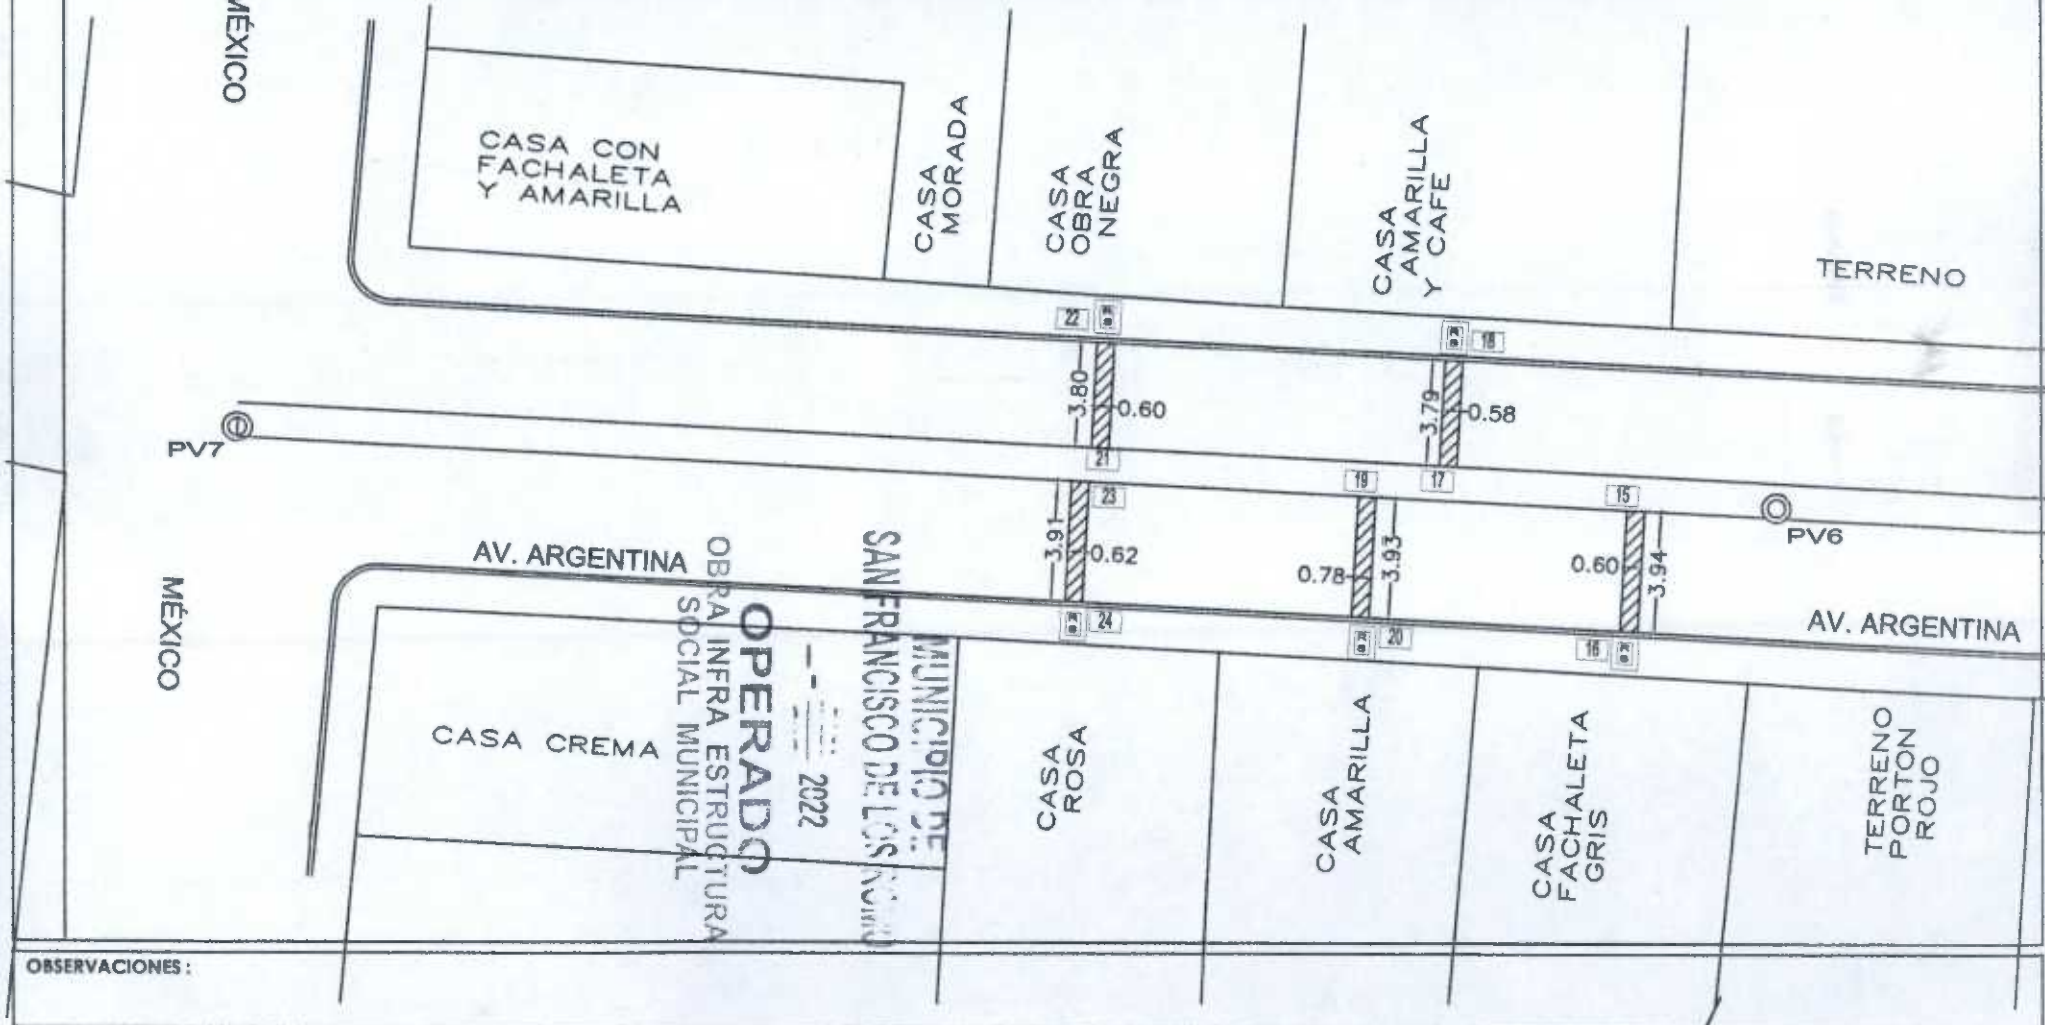 MÉXICO
CASA CON
FACHALETA
Y AMARILLA
CASA
MORADA
CASA
OBRA
NEGRA
CASA
AMARILLA
Y CAFE
TERRENO
22
18
3.80
0.60
3.79
0.58
PV7
21
23
19
17
15
PV6
3.91
0.62
0.78
3.93
0.60
3.94
AV. ARGENTINA
AV. ARGENTINA
24
20
16
MÉXICO
CASA CREMA
MUNICIPIO DE
SAN FRANCISCO DE LOS
2022
OPERADO
OBRA INFRA ESTRUCTURA
SOCIAL MUNICIPAL
CASA
ROSA
CASA
AMARILLA
CASA
FACHALETA
GRIS
TERRENO
PORTON
ROJO
OBSERVACIONES: